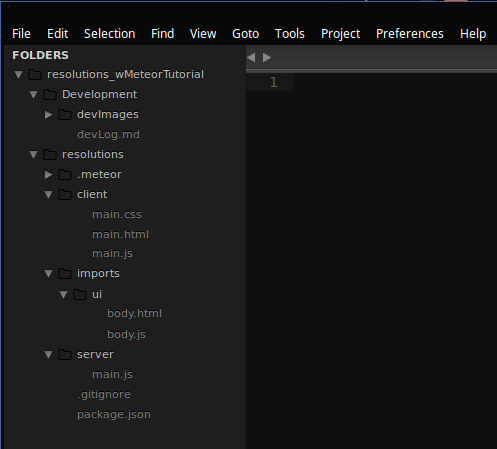 File Edit Selection Find View Goto Tools Project Preferences Help
FOLDERS
resolutions_wMeteorTutorial
1
Development
devImages
devLog.md
resolutions
.meteor
client
main.css
main.html
main.js
imports
ui
body.html
body.js
server
main.js
.gitignore
package.json